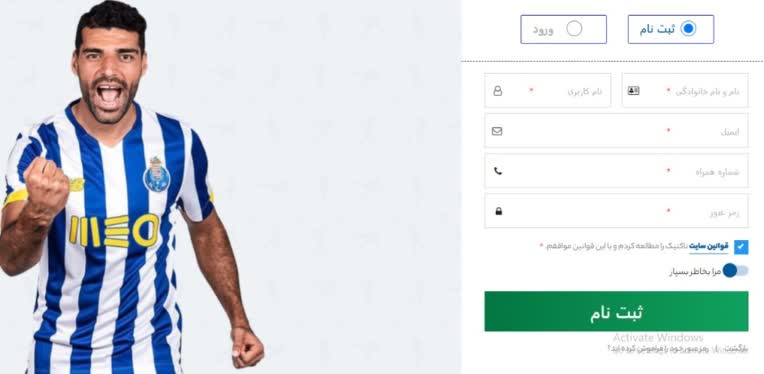 ثبت نام ورود
نام و نام خانوادگی * نام کاربری *
ایمیل *
شماره همراه *
رمز عبور *
قوانین سایت تاکتیک را مطالعه کردم و با این قوانین موافقم. *
مرا بخاطر بسپار
ثبت نام
Activate Windows
بازگشت | رمز عبور خود را فراموش کرده اید؟
MEO